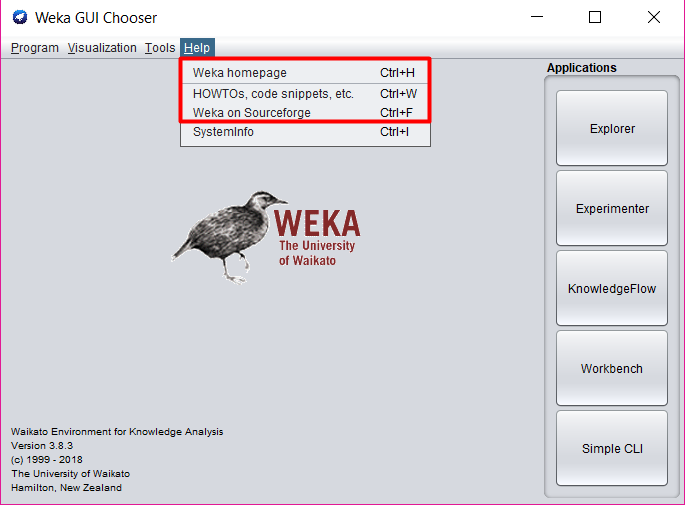 Weka GUI Chooser
Program Visualization Tools Help
Weka homepage Ctrl+H
HOWTOs, code snippets, etc. Ctrl+W
Weka on Sourceforge Ctrl+F
SystemInfo Ctrl+I
Applications
Explorer
Experimenter
KnowledgeFlow
Workbench
Simple CLI
WEKA
The University
of Waikato
Waikato Environment for Knowledge Analysis
Version 3.8.3
(c) 1999 - 2018
The University of Waikato
Hamilton, New Zealand